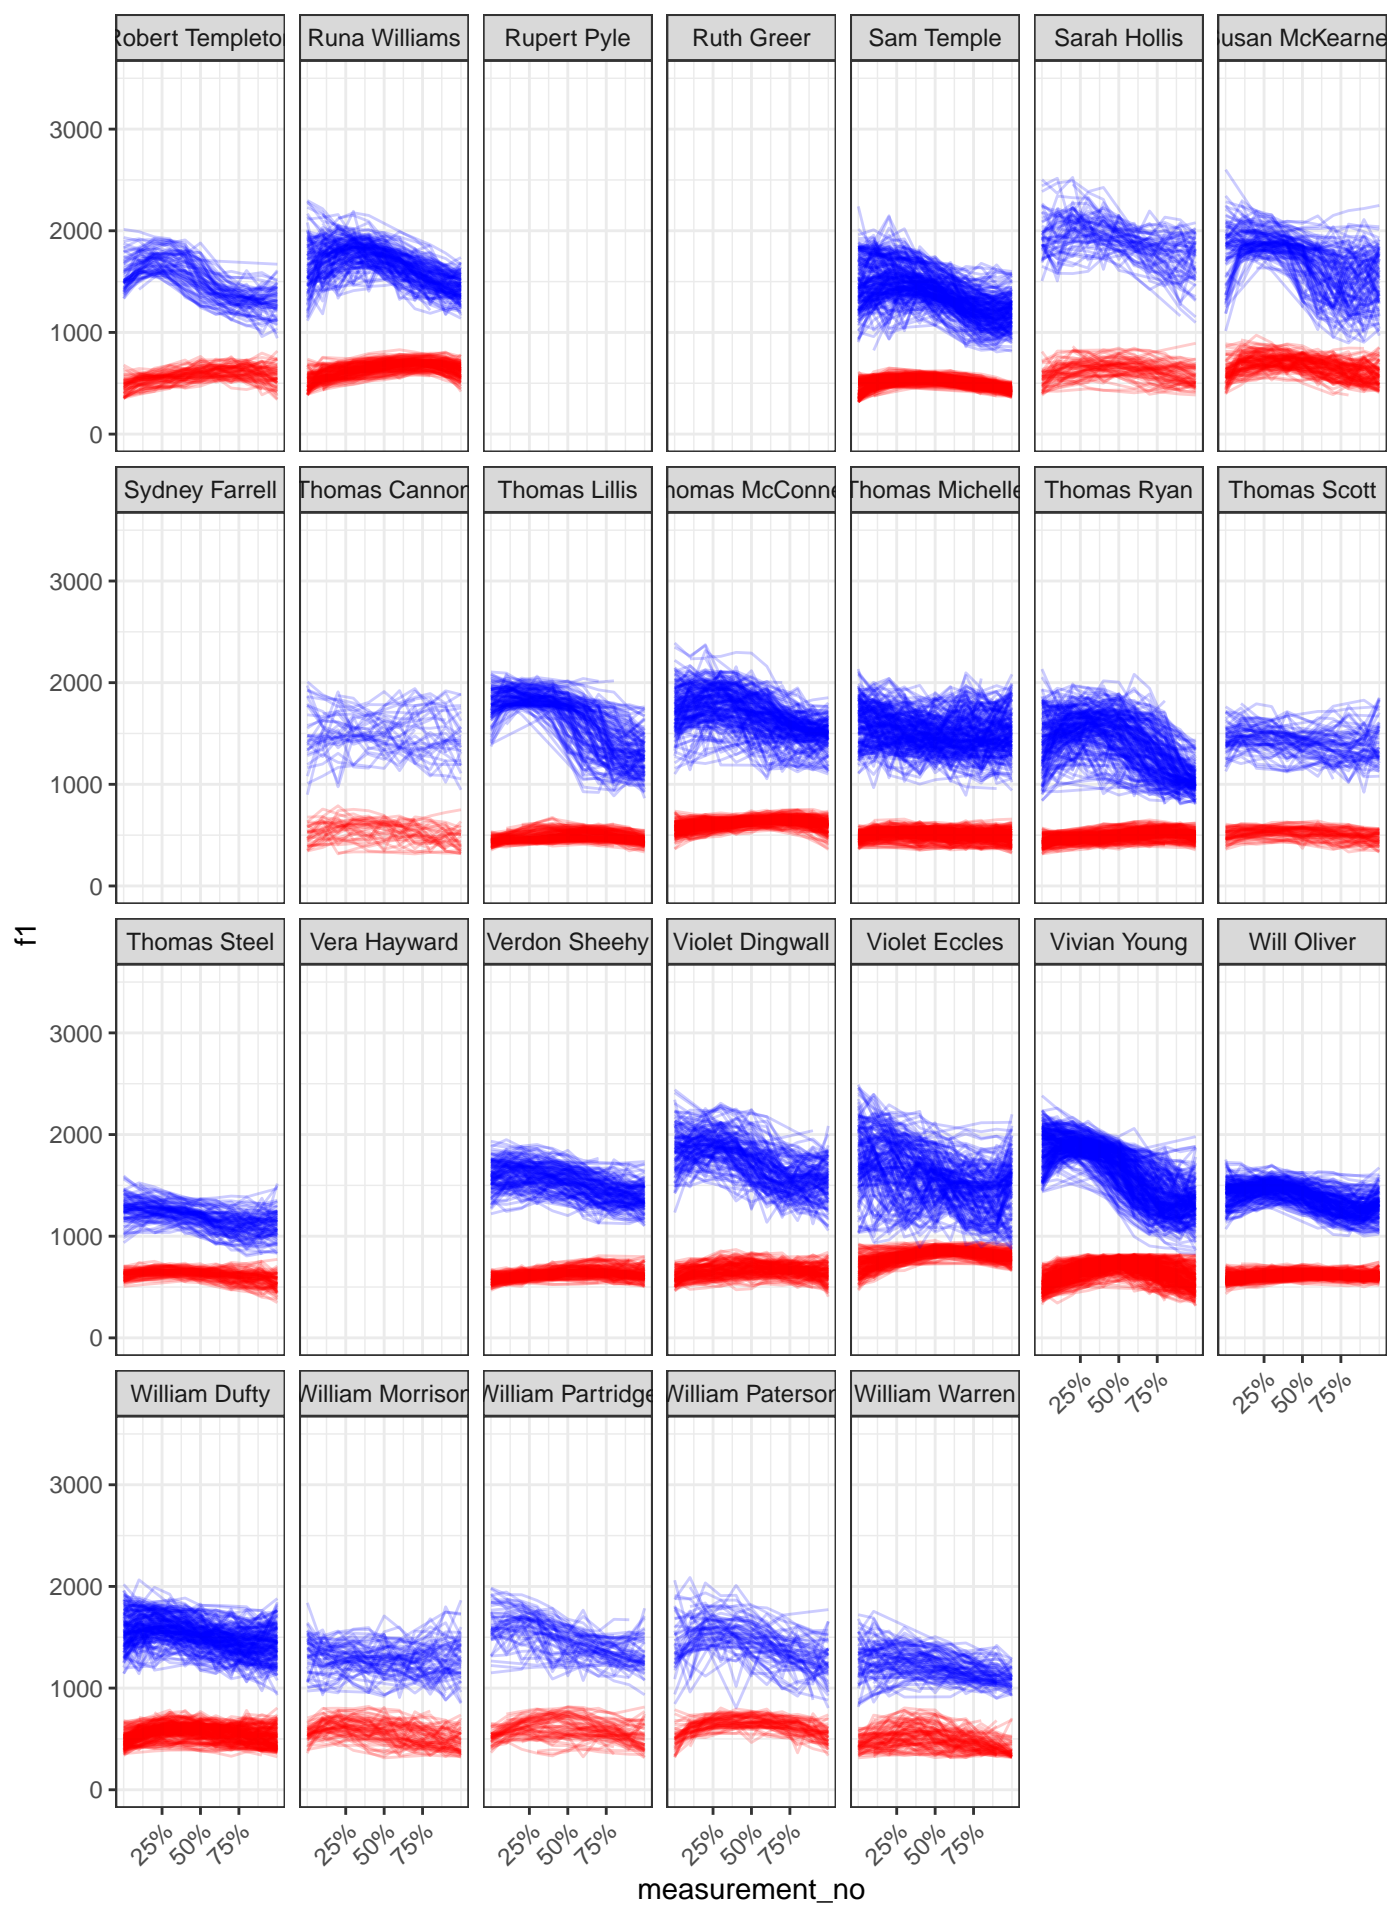 Robert Templeto Runa Williams Rupert Pyle Ruth Greer Sam Temple Sarah Hollis usan McKearne
3000
2000
1000
0
Sydney Farrell Thomas Cannon Thomas Lillis homas McConne Thomas Michelle Thomas Ryan Thomas Scott
3000
2000
1000
0
f1
Thomas Steel Vera Hayward Verdon Sheehy Violet Dingwall Violet Eccles Vivian Young Will Oliver
3000
2000
1000
0
25% 50% 75% 25% 50% 75%
William Dufty William Morrison William Partridge William Paterson William Warren
3000
2000
1000
0
25% 50% 75% 25% 50% 75% 25% 50% 75% 25% 50% 75% 25% 50% 75%
measurement_no